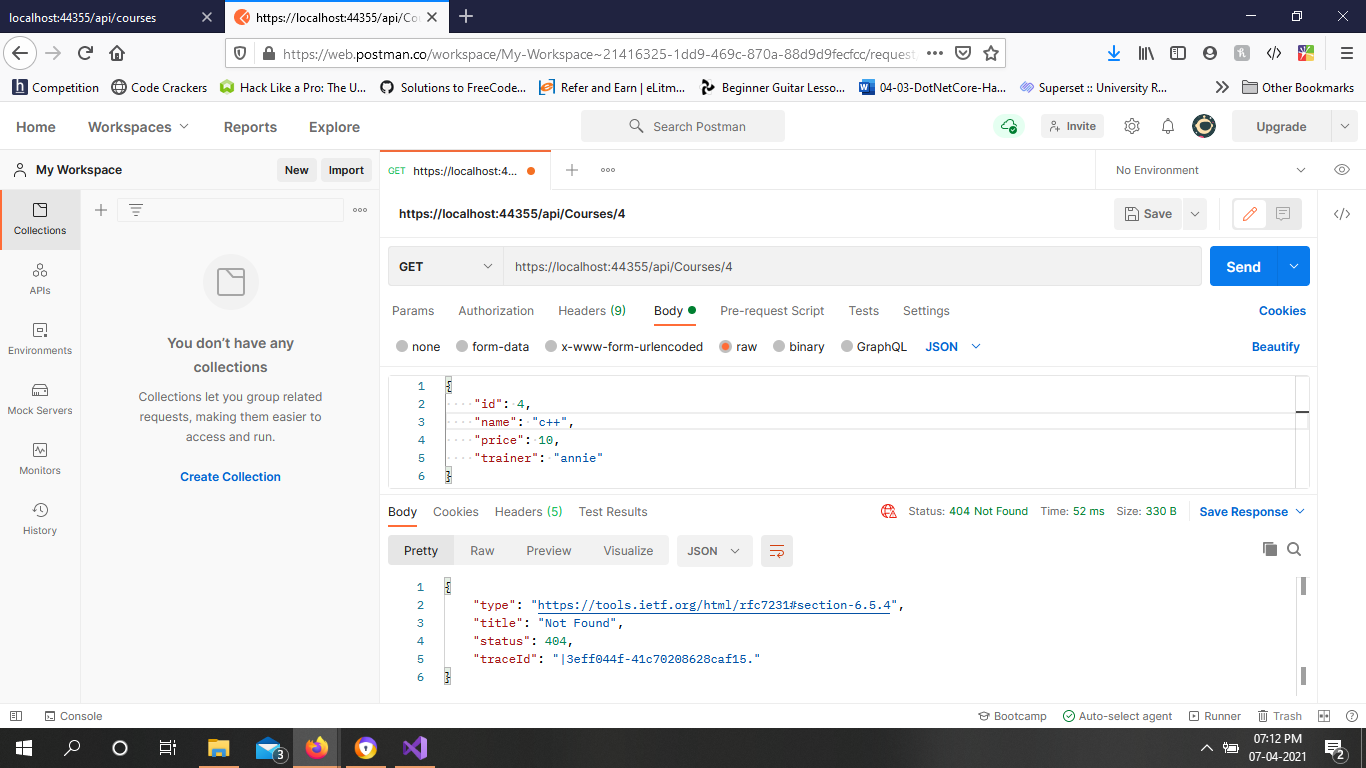 localhost:44355/api/courses
https://localhost:44355/api/Co
https://web.postman.co/workspace/My-Workspace~21416325-1dd9-469c-870a-88d9d9fecfcc/request
Competition Code Crackers Hack Like a Pro: The U... Solutions to FreeCode... Refer and Earn | eLitm... Beginner Guitar Lesso... 04-03-DotNetCore-Ha... Superset :: University R... Other Bookmarks
Home Workspaces Reports Explore Search Postman Invite Upgrade
My Workspace New Import GET https://localhost:4... No Environment
Collections
APIs
Environments
Mock Servers
Monitors
History
You don't have any
collections
Collections let you group related
requests, making them easier to
access and run.
Create Collection
https://localhost:44355/api/Courses/4 Save
GET https://localhost:44355/api/Courses/4 Send
Params Authorization Headers (9) Body Pre-request Script Tests Settings Cookies
none form-data x-www-form-urlencoded raw binary GraphQL JSON Beautify
1 {
2 "id": 4,
3 "name": "c++",
4 "price": 10,
5 "trainer": "annie"
6 }
Body Cookies Headers (5) Test Results Status: 404 Not Found Time: 52 ms Size: 330 B Save Response
Pretty Raw Preview Visualize JSON
1 {
2 "type": "https://tools.ietf.org/html/rfc7231#section-6.5.4",
3 "title": "Not Found",
4 "status": 404,
5 "traceId": "|3eff044f-41c70208628caf15."
6 }
Console Bootcamp Auto-select agent Runner Trash
3
07:12 PM
07-04-2021
2